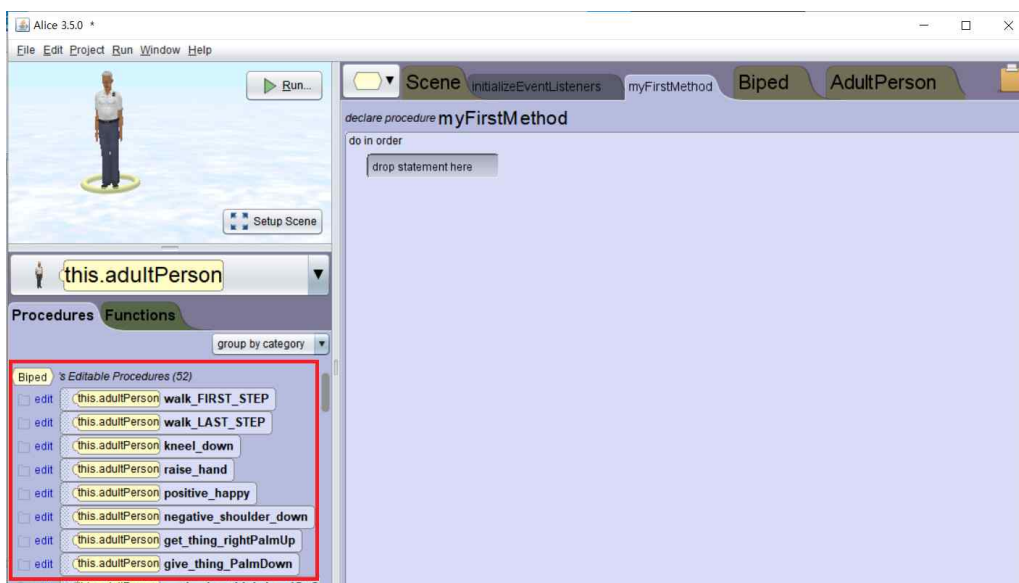 Alice 3.5.0 *
File Edit Project Run Window Help
Run...
Setup Scene
this.adultPerson
Procedures Functions
group by category
Biped 's Editable Procedures (52)
edit this.adultPerson walk_FIRST_STEP
edit this.adultPerson walk_LAST_STEP
edit this.adultPerson kneel_down
edit this.adultPerson raise_hand
edit this.adultPerson positive_happy
edit this.adultPerson negative_shoulder_down
edit this.adultPerson get_thing_rightPalmUp
edit this.adultPerson give_thing_PalmDown
Scene initializeEventListeners myFirstMethod Biped AdultPerson
declare procedure myFirstMethod
do in order
drop statement here